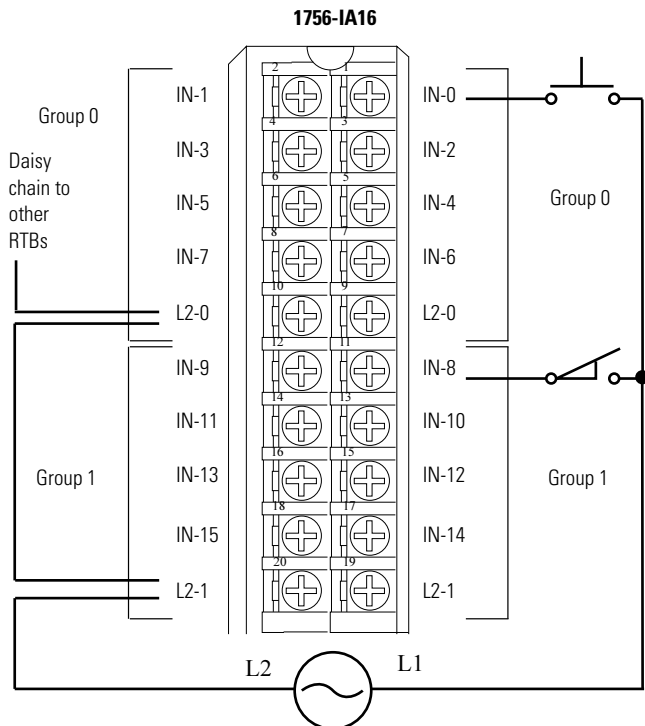 1756-IA16
2 1
IN-1 IN-0
Group 0
4 3
IN-3 IN-2
Daisy
chain to
other
RTBs
6 5
IN-5 IN-4
Group 0
8 7
IN-7 IN-6
10 9
L2-0 L2-0
12 11
IN-9 IN-8
14 13
IN-11 IN-10
16 15
Group 1 IN-13 IN-12 Group 1
18 17
IN-15 IN-14
20 19
L2-1 L2-1
L2 L1